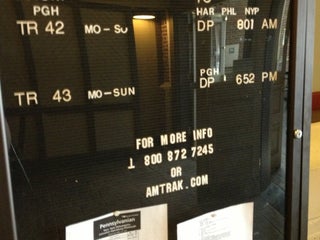 PGH HAR PHL NYP
TR 42 MO-SU DP 801 AM
PGH
TR 43 MO-SUN DP 652 PM
FOR MORE INFO
1 800 872 7245
OR
AMTRAK.COM
Pennsylvanian